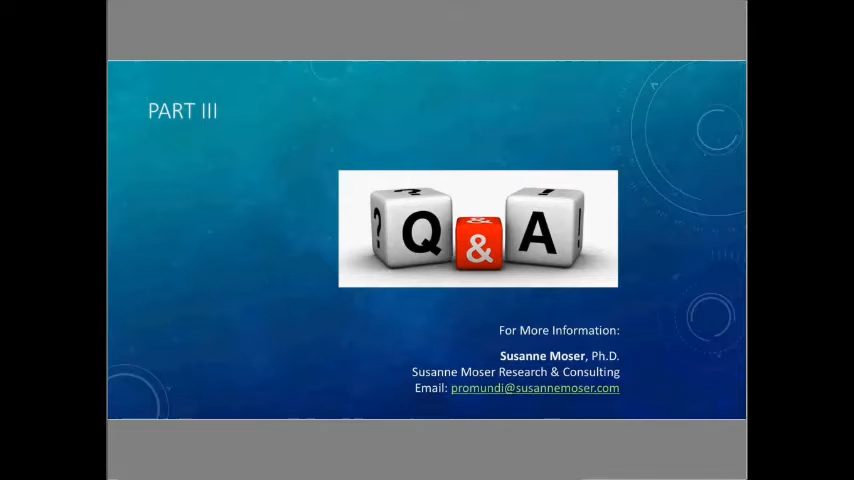 PART III
? ? Q & & ! A !
For More Information:
Susanne Moser, Ph.D.
Susanne Moser Research & Consulting
Email: promundi@susannemoser.com